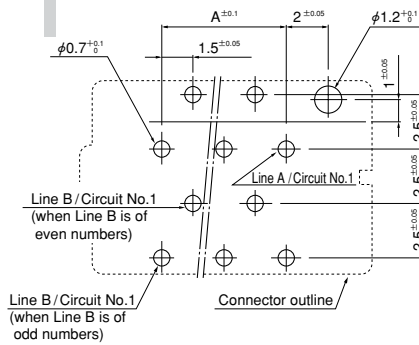 A±0.1
2±0.05
φ1.2+0.1 0
φ0.7+0.1 0
1.5±0.05
1±0.05
2.5±0.05
Line A / Circuit No.1
2.5±0.05
Line B / Circuit No.1
(when Line B is of
even numbers)
2.5±0.05
Line B / Circuit No.1
(when Line B is of
odd numbers)
Connector outline